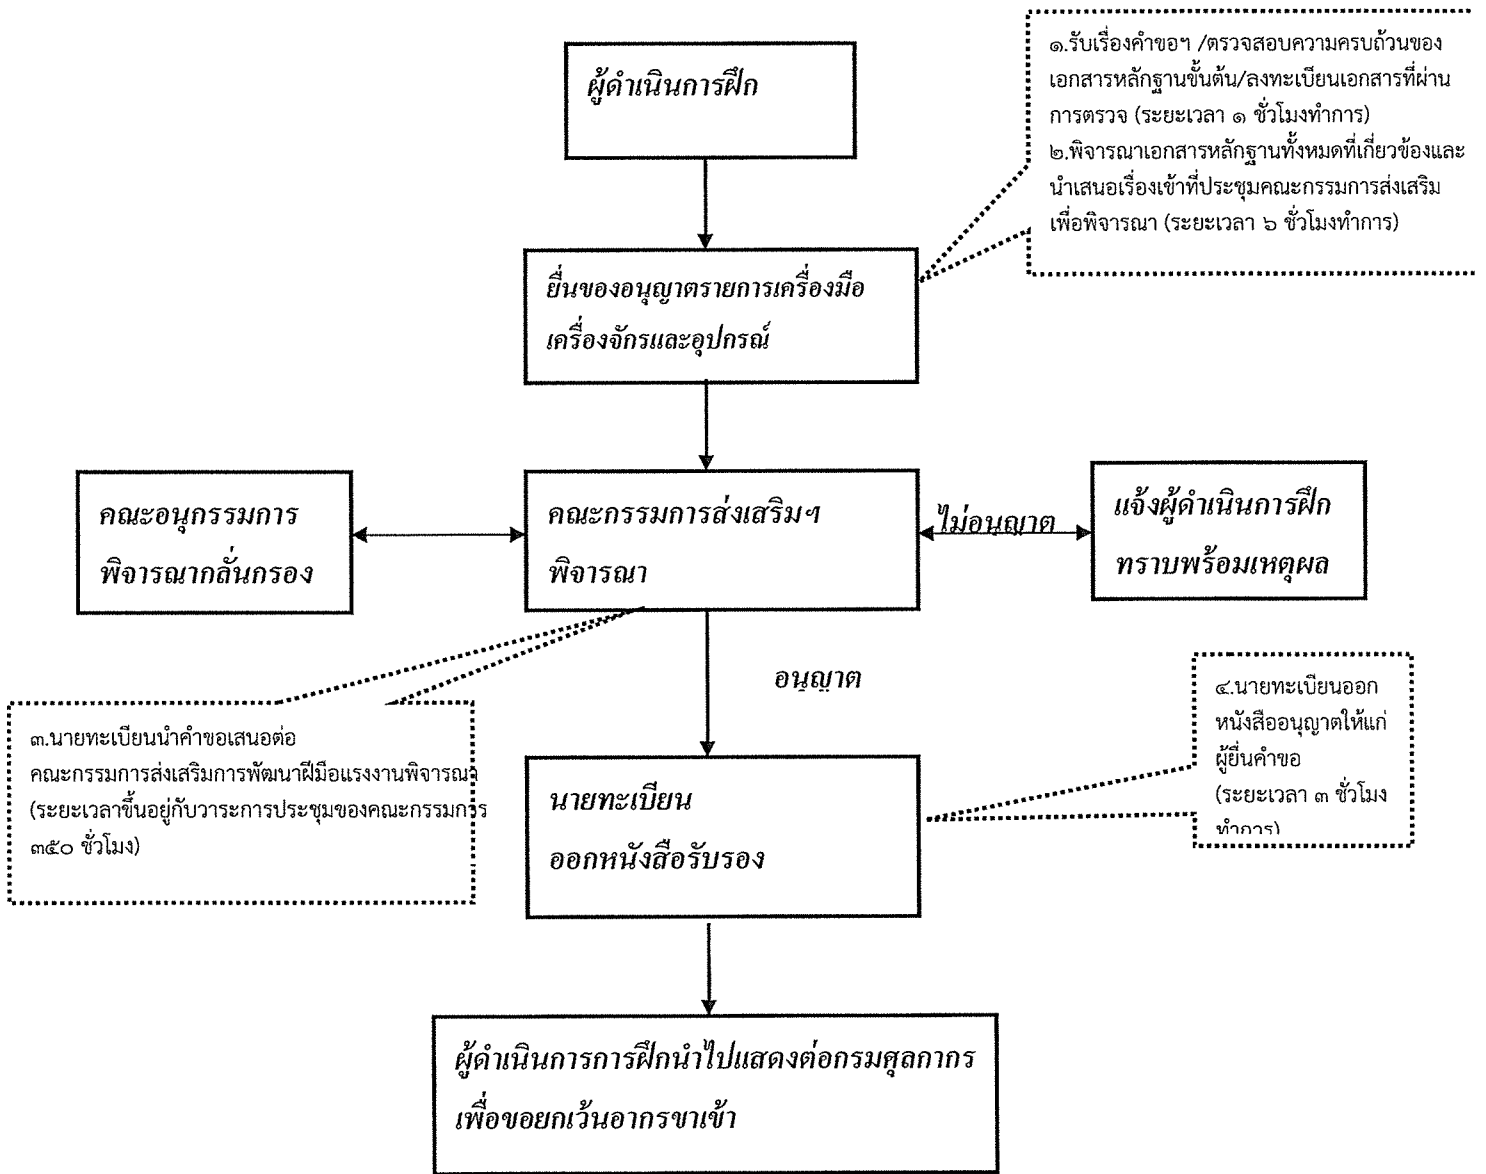 ผู้ดำเนินการฝึก
๑.รับเรื่องคำขอฯ /ตรวจสอบความครบถ้วนของ
เอกสารหลักฐานขั้นต้น/ลงทะเบียนเอกสารที่ผ่าน
การตรวจ (ระยะเวลา ๑ ชั่วโมงทำการ)
๒.พิจารณาเอกสารหลักฐานทั้งหมดที่เกี่ยวข้องและ
นำเสนอเรื่องเข้าที่ประชุมคณะกรรมการส่งเสริม
เพื่อพิจารณา (ระยะเวลา ๖ ชั่วโมงทำการ)
ยื่นของอนุญาตรายการเครื่องมือ
เครื่องจักรและอุปกรณ์
คณะอนุกรรมการ
พิจารณากลั่นกรอง
คณะกรรมการส่งเสริมฯ
พิจารณา
ไม่อนุญาต
แจ้งผู้ดำเนินการฝึก
ทราบพร้อมเหตุผล
อนุญาต
๓.นายทะเบียนนำคำขอเสนอต่อ
คณะกรรมการส่งเสริมการพัฒนาฝีมือแรงงานพิจารณา
(ระยะเวลาขึ้นอยู่กับวาระการประชุมของคณะกรรมการ
๓๕๐ ชั่วโมง)
๔.นายทะเบียนออก
หนังสืออนุญาตให้แก่
ผู้ยื่นคำขอ
(ระยะเวลา ๓ ชั่วโมง
ทำการ)
นายทะเบียน
ออกหนังสือรับรอง
ผู้ดำเนินการการฝึกนำไปแสดงต่อกรมศุลกากร
เพื่อขอยกเว้นอากรขาเข้า